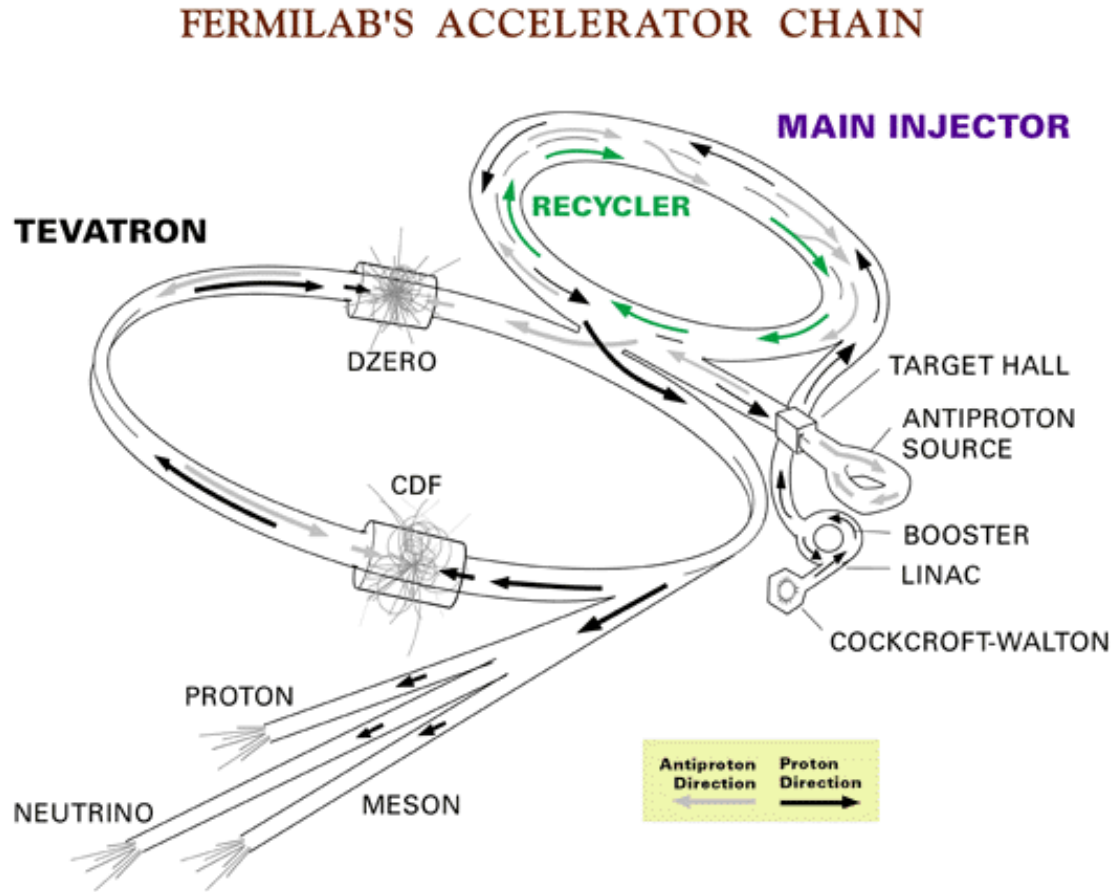 FERMILAB'S ACCELERATOR CHAIN
MAIN INJECTOR
RECYCLER
TEVATRON
DZERO
TARGET HALL
ANTIPROTON
SOURCE
CDF
BOOSTER
LINAC
COCKCROFT-WALTON
PROTON
NEUTRINO
MESON
Antiproton
Direction
Proton
Direction